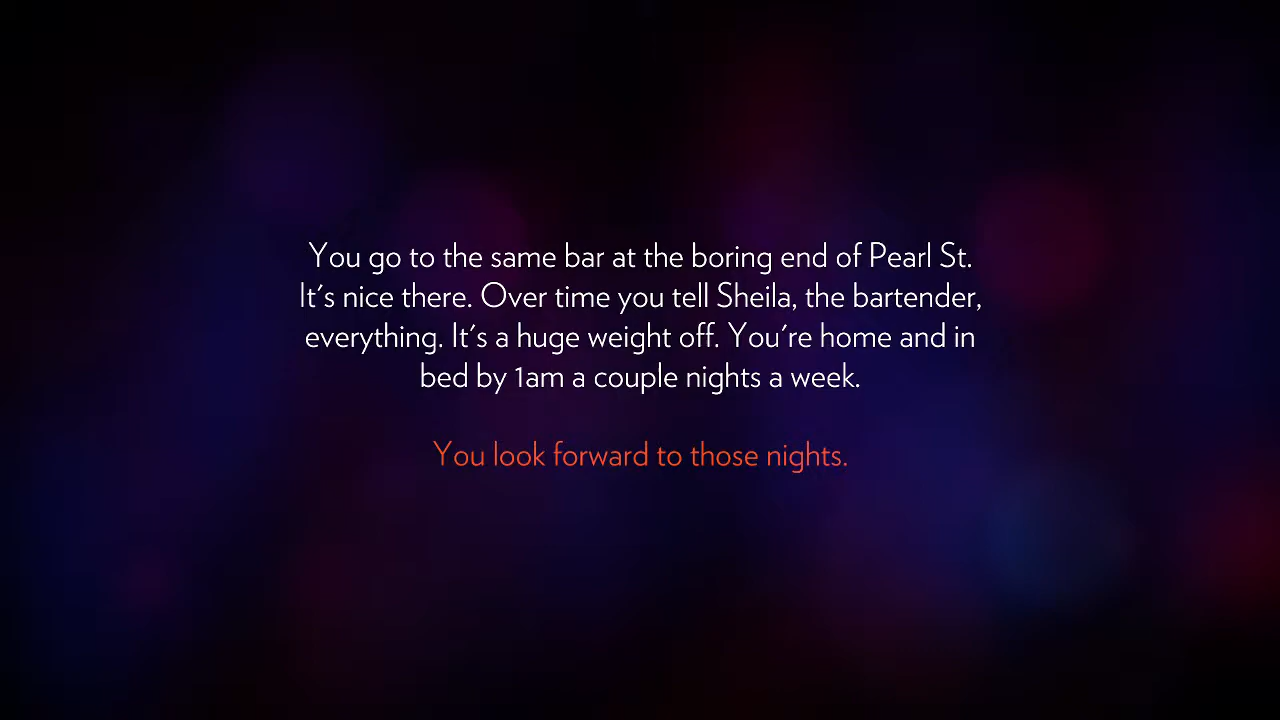 You go to the same bar at the boring end of Pearl St.
It's nice there. Over time you tell Sheila, the bartender,
everything. It's a huge weight off. You're home and in
bed by 1am a couple nights a week.
You look forward to those nights.